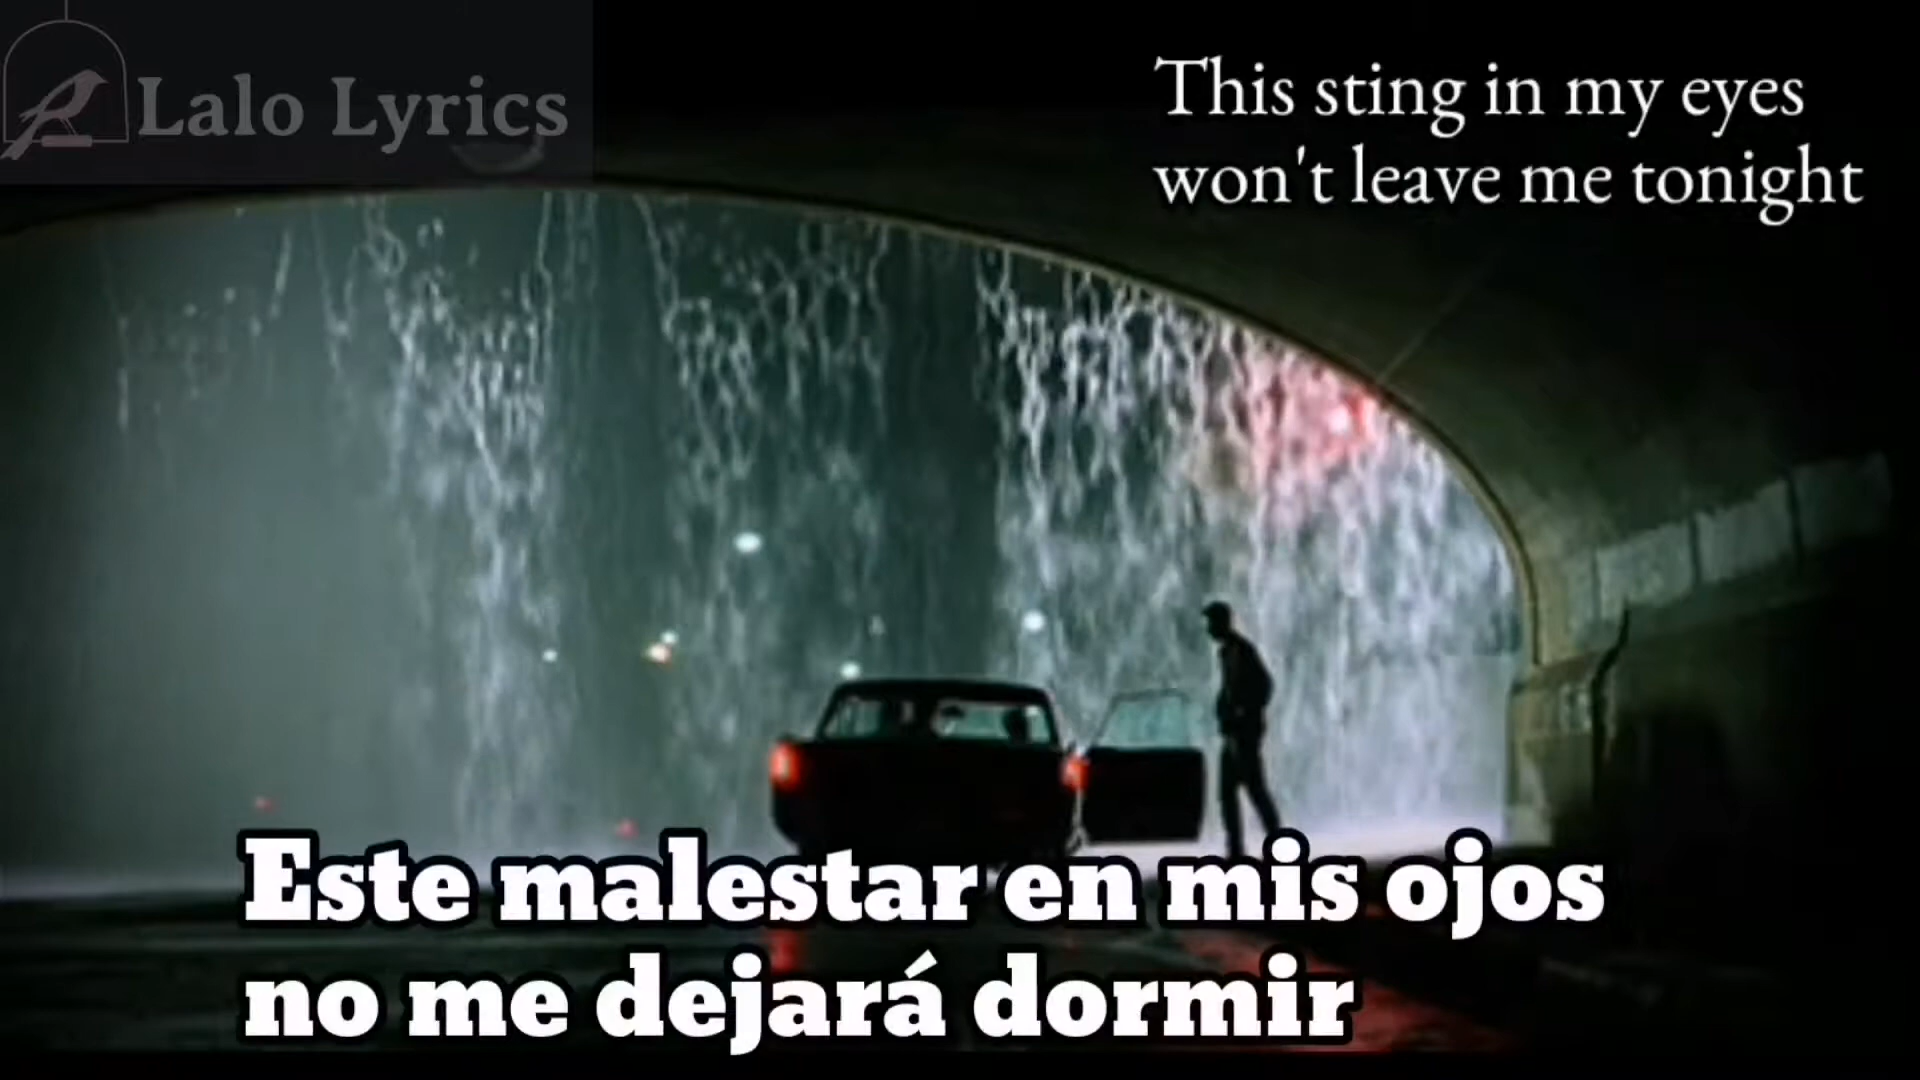 Lalo Lyrics
This sting in my eyes
won't leave me tonight
Este malestar en mis ojos
no me dejará dormir